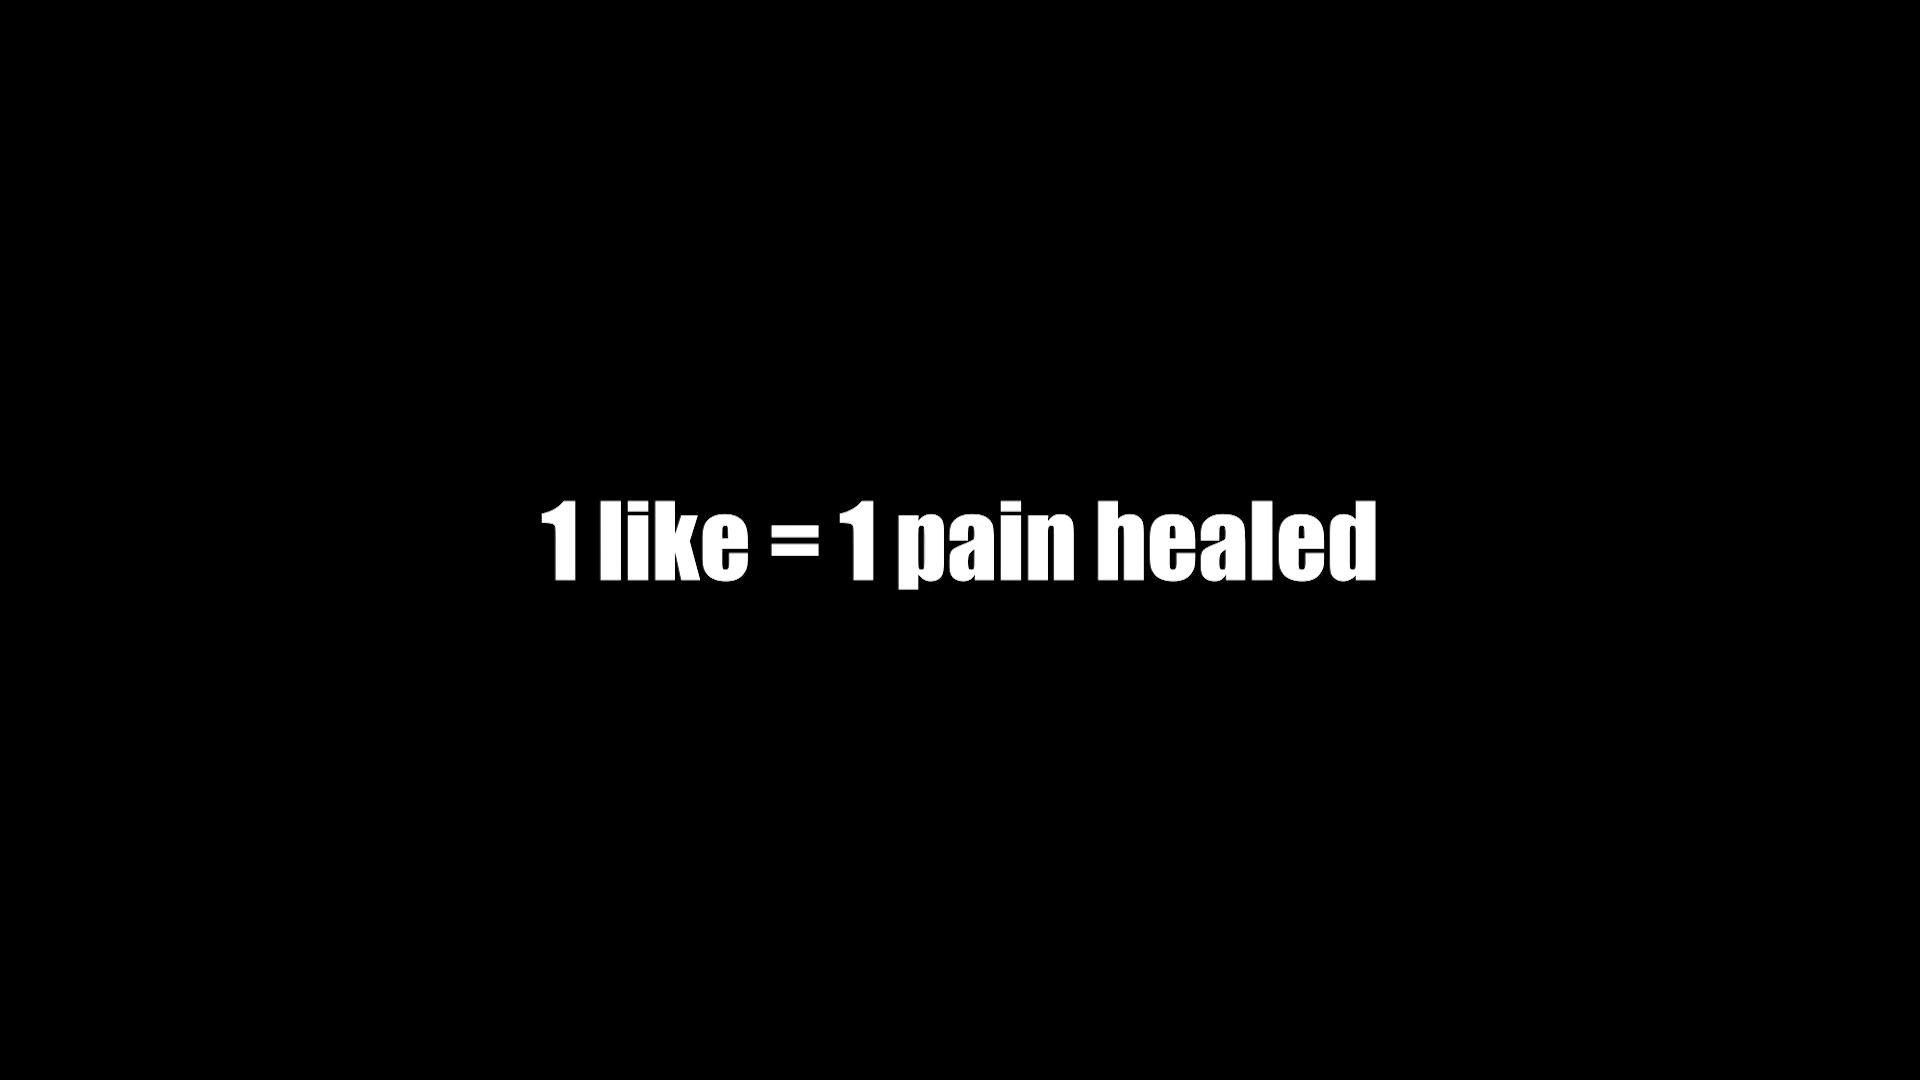 1 like = 1 pain healed